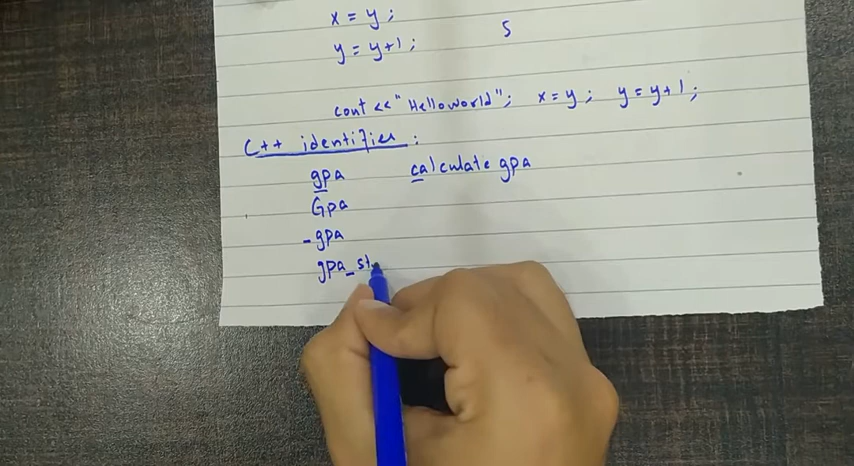 x = y ;
y = y+1 ; 5
cout << "Helloworld"; x = y ; y = y+1 ;
C++ identifier :
gpa calculate gpa
Gpa
_gpa
gpa_st